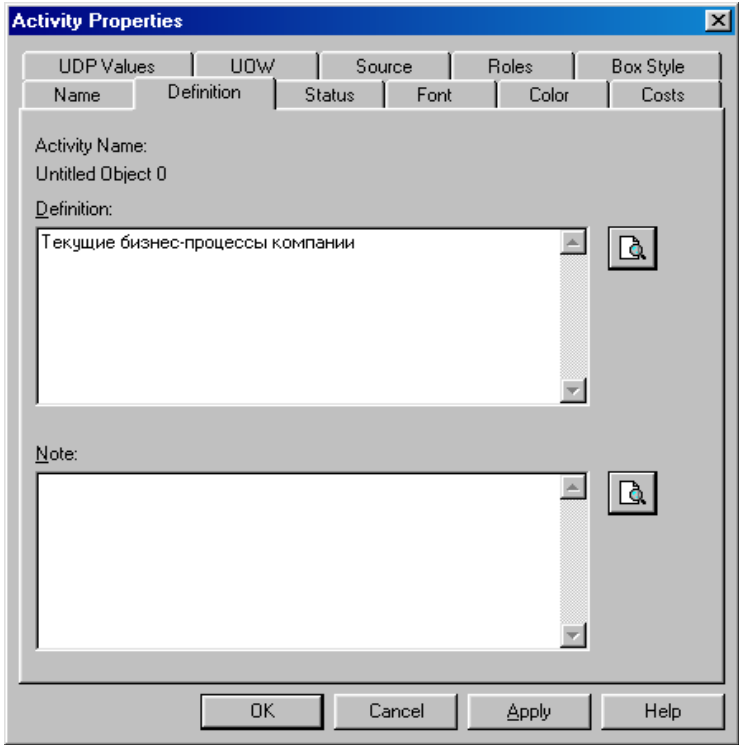 Activity Properties
UDP Values UOW Source Roles Box Style
Name Definition Status Font Color Costs
Activity Name:
Untitled Object 0
Definition:
Текущие бизнес-процессы компании
Note:
OK Cancel Apply Help